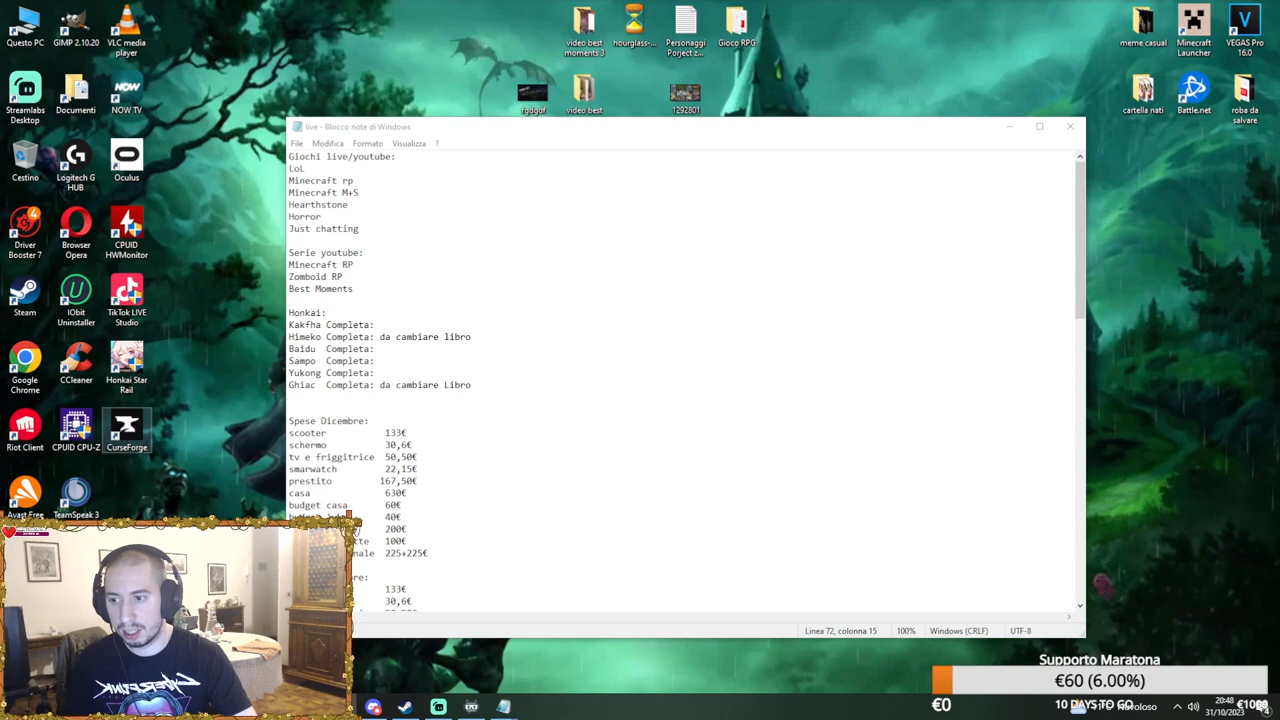 Questo PC
GIMP 2.10.20
VLC media player
video best moments 3
hourglass-...
Personaggi Porject z...
Gioco RPG
meme casual
Minecraft Launcher
VEGAS Pro 16.0
Streamlabs Desktop
Documenti
NOW TV
fgdgdf
video best
1292801
cartella nati
Battle.net
roba da salvare
Cestino
Logitech G HUB
Oculus
Driver Booster 7
Browser Opera
CPUID HWMonitor
Steam
IObit Uninstaller
TikTok LIVE Studio
Google Chrome
CCleaner
Honkai Star Rail
Riot Client
CPUID CPU-Z
CurseForge
Avast Free
TeamSpeak 3
live - Blocco note di Windows
File Modifica Formato Visualizza ?
Giochi live/youtube:
LoL
Minecraft rp
Minecraft M+S
Hearthstone
Horror
Just chatting
Serie youtube:
Minecraft RP
Zomboid RP
Best Moments
Honkai:
Kakfha Completa:
Himeko Completa: da cambiare libro
Baidu Completa:
Sampo Completa:
Yukong Completa:
Ghiac Completa: da cambiare Libro
Spese Dicembre:
scooter 133€
schermo 30,6€
tv e friggitrice 50,50€
smarwatch 22,15€
prestito 167,50€
casa 630€
budget casa 60€
40€
200€
tte 100€
nale 225+225€
re:
133€
30,6€
Linea 72, colonna 15 100% Windows (CRLF) UTF-8
Supporto Maratona
€60 (6.00%)
€0 10 DAYS TO GO
20:48
31/10/2023